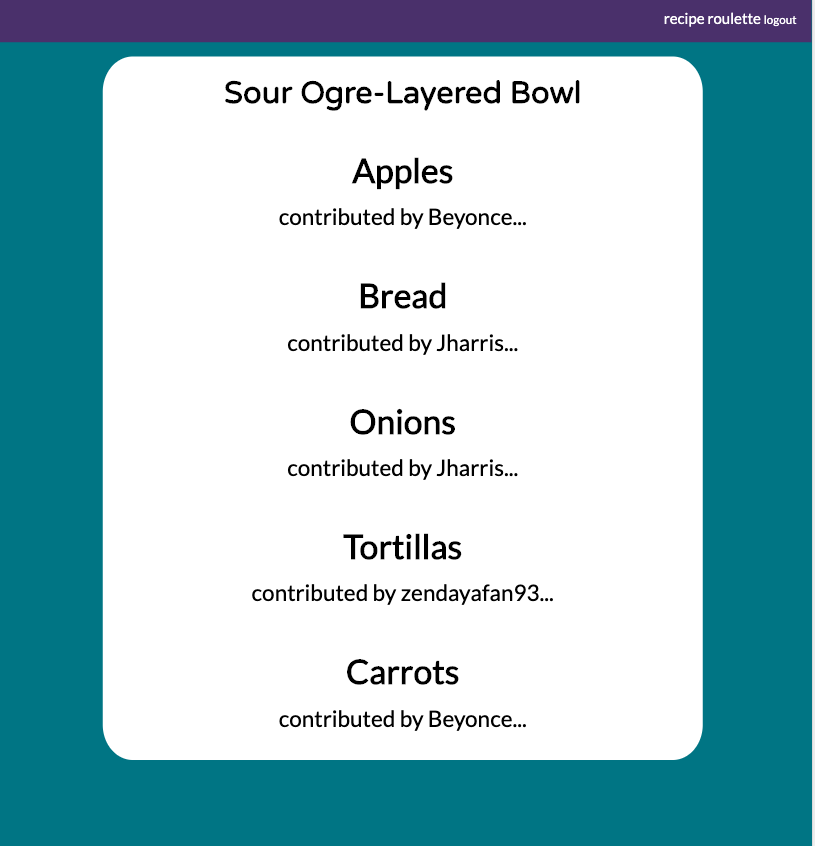 recipe roulette logout
Sour Ogre-Layered Bowl
Apples
contributed by Beyonce...
Bread
contributed by Jharris...
Onions
contributed by Jharris...
Tortillas
contributed by zendayafan93...
Carrots
contributed by Beyonce...